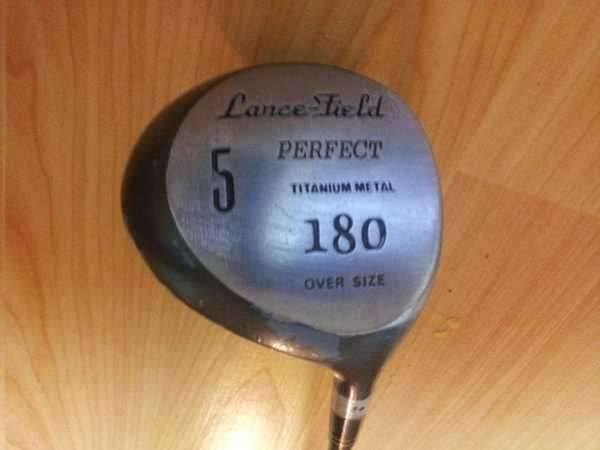 Lance-Field
PERFECT
5
TITANIUM METAL
180
OVER SIZE